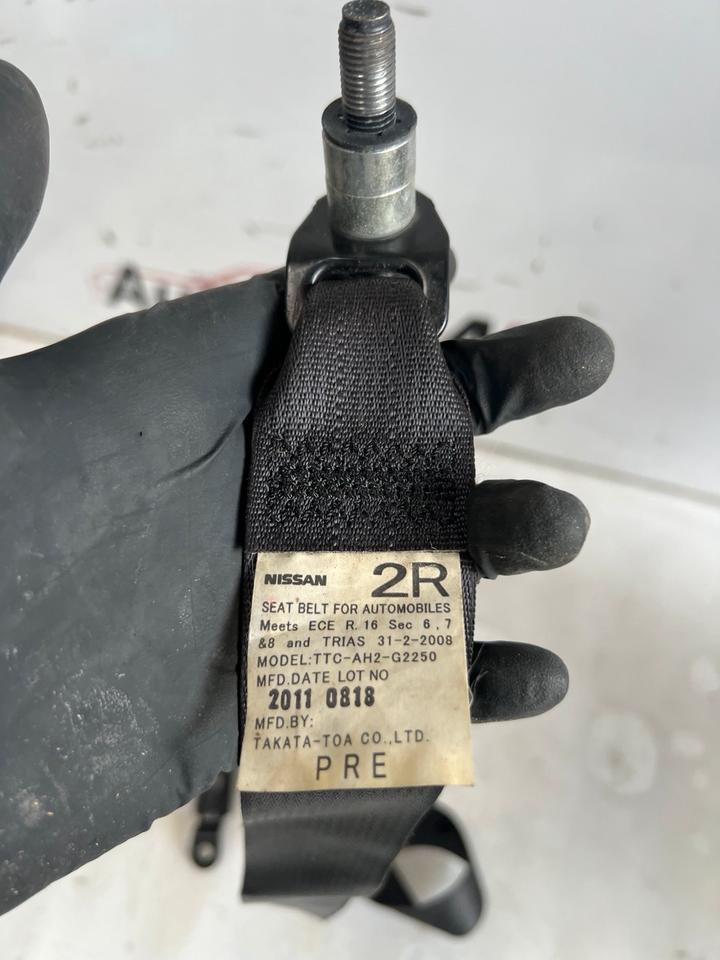 NISSAN 2R
SEAT BELT FOR AUTOMOBILES
Meets ECE R.16 Sec 6,7
&8 and TRIAS 31-2-2008
MODEL:TTC-AH2-G2250
MFD.DATE LOT NO
2011 0818
MFD.BY:
TAKATA-TOA CO.,LTD.
PRE